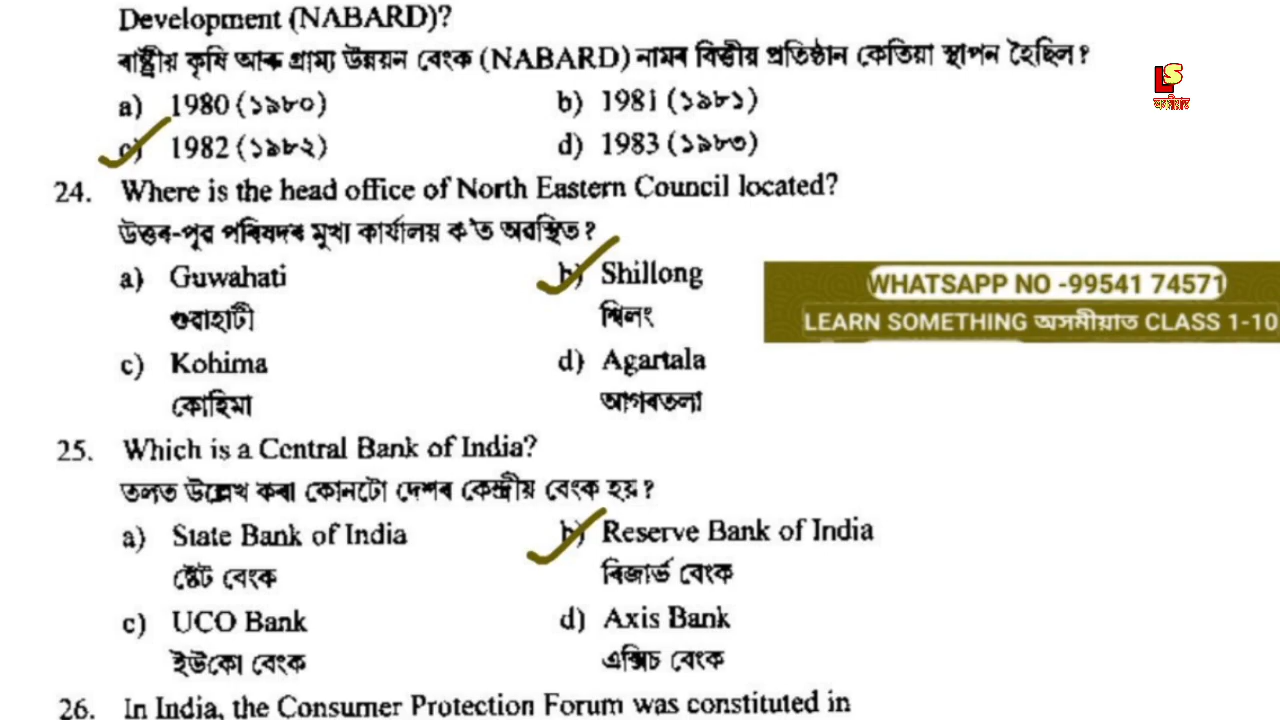 Development (NABARD)?
ৰাষ্ট্ৰীয় কৃষি আৰু গ্ৰাম্য উন্নয়ন বেংক (NABARD) নামৰ বিত্তীয় প্ৰতিষ্ঠান কেতিয়া স্থাপন হৈছিল?
a) 1980 (১৯৮০) b) 1981 (১৯৮১)
c) 1982 (১৯৮২) d) 1983 (১৯৮৩)
24. Where is the head office of North Eastern Council located?
উত্তৰ-পূব পৰিষদৰ মুখ্য কাৰ্যালয় ক'ত অৱস্থিত?
a) Guwahati b) Shillong
গুৱাহাটী শ্বিলং
c) Kohima d) Agartala
কোহিমা আগৰতলা
25. Which is a Central Bank of India?
তলত উল্লেখ কৰা কোনটো দেশৰ কেন্দ্ৰীয় বেংক হয়?
a) State Bank of India b) Reserve Bank of India
ষ্টেট বেংক ৰিজাৰ্ভ বেংক
c) UCO Bank d) Axis Bank
ইউকো বেংক এক্সিচ বেংক
26. In India, the Consumer Protection Forum was constituted in
LS
অসমীয়াত
WHATSAPP NO -99541 74571
LEARN SOMETHING অসমীয়াত CLASS 1-10